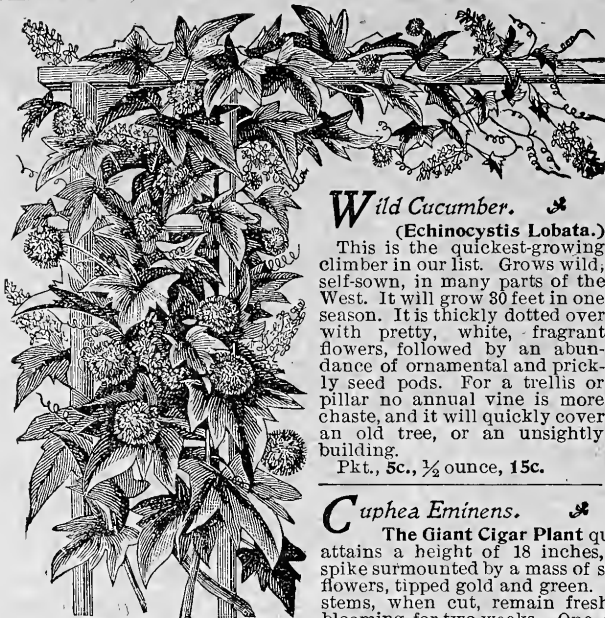 Wild Cucumber.
(Echinocystis Lobata.)
This is the quickest-growing
climber in our list. Grows wild,
self-sown, in many parts of the
West. It will grow 30 feet in one
season. It is thickly dotted over
with pretty, white, fragrant
flowers, followed by an abun-
dance of ornamental and prick-
ly seed pods. For a trellis or
pillar no annual vine is more
chaste, and it will quickly cover
an old tree, or an unsightly
building.
Pkt., 5c., ½ ounce, 15c.
Cuphea Eminens.
The Giant Cigar Plant
attains a height of 18 inches,
spike surmounted by a mass of
flowers, tipped gold and green.
stems, when cut, remain fresh
blooming for two weeks. One